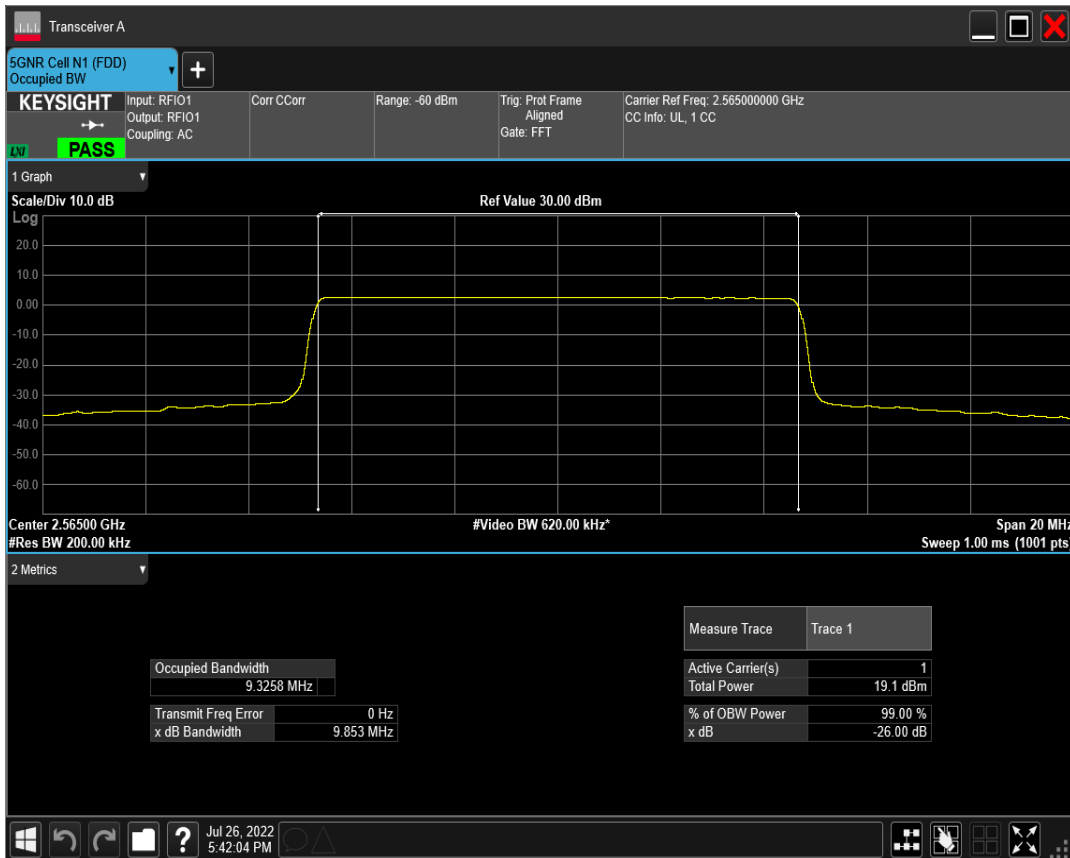 Transceiver A
5GNR Cell N1 (FDD)
Occupied BW
+
KEYSIGHT
LXI
PASS
Input: RFIO1
Output: RFIO1
Coupling: AC
Corr CCorr
Range: -60 dBm
Trig: Prot Frame
Aligned
Gate: FFT
Carrier Ref Freq: 2.565000000 GHz
CC Info: UL, 1 CC
1 Graph
Scale/Div 10.0 dB
Ref Value 30.00 dBm
Log
20.0
10.0
0.00
-10.0
-20.0
-30.0
-40.0
-50.0
-60.0
Center 2.56500 GHz
#Video BW 620.00 kHz*
Span 20 MHz
#Res BW 200.00 kHz
Sweep 1.00 ms (1001 pts)
2 Metrics
Measure Trace Trace 1
Occupied Bandwidth
9.3258 MHz
Active Carrier(s) 1
Total Power 19.1 dBm
Transmit Freq Error 0 Hz
x dB Bandwidth 9.853 MHz
% of OBW Power 99.00 %
x dB -26.00 dB
?
Jul 26, 2022
5:42:04 PM